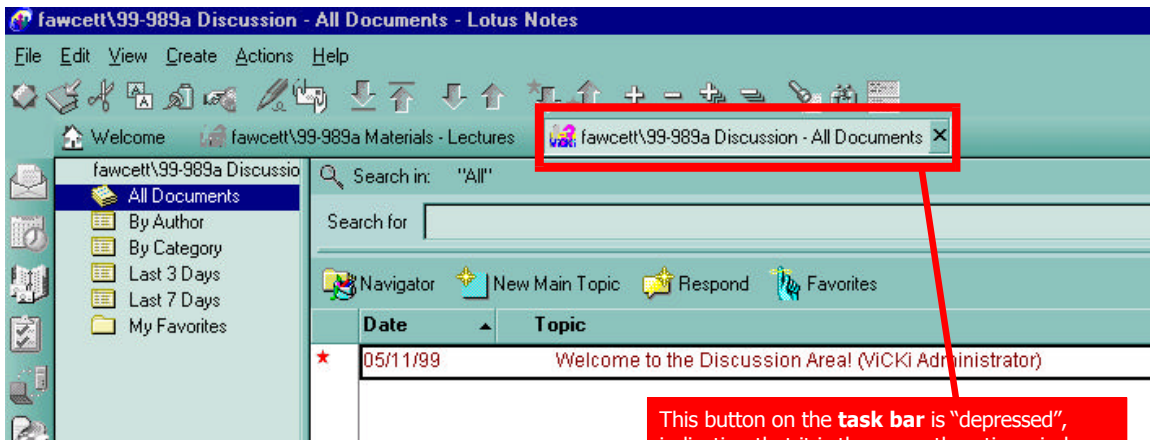 fawcett\99-989a Discussion - All Documents - Lotus Notes
File Edit View Create Actions Help
Welcome fawcett\99-989a Materials - Lectures fawcett\99-989a Discussion - All Documents
fawcett\99-989a Discussio
All Documents
By Author
By Category
Last 3 Days
Last 7 Days
My Favorites
Search in: "All"
Search for
Navigator New Main Topic Respond Favorites
Date Topic
05/11/99 Welcome to the Discussion Area! (ViCKi Administrator)
This button on the task bar is “depressed”,